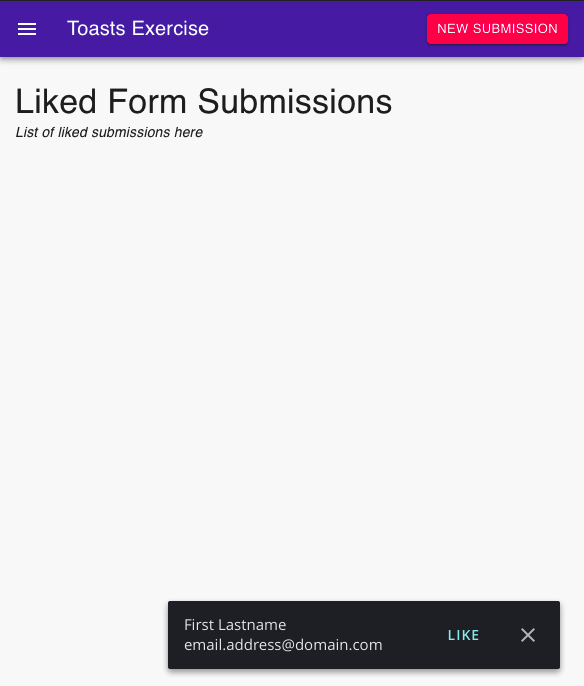 Toasts Exercise
NEW SUBMISSION
Liked Form Submissions
List of liked submissions here
First Lastname
email.address@domain.com
LIKE